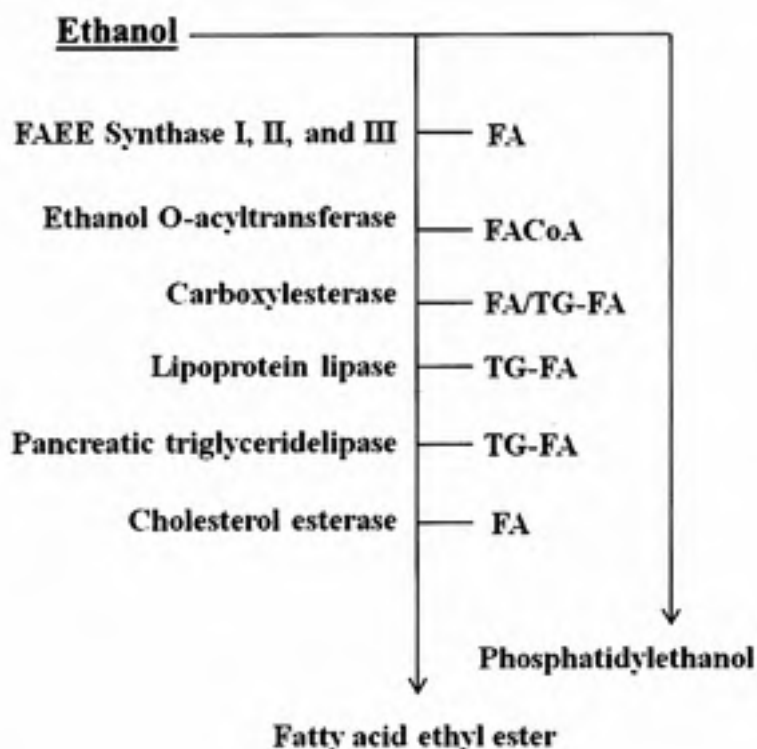 Ethanol
FAEE Synthase I, II, and III FA
Ethanol O-acyltransferase FACoA
Carboxylesterase FA/TG-FA
Lipoprotein lipase TG-FA
Pancreatic triglyceridelipase TG-FA
Cholesterol esterase FA
Phosphatidylethanol
Fatty acid ethyl ester